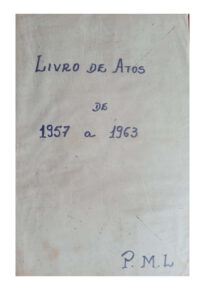 LIVRO DE ATOS
DE
1957 a 1963
P. M. L